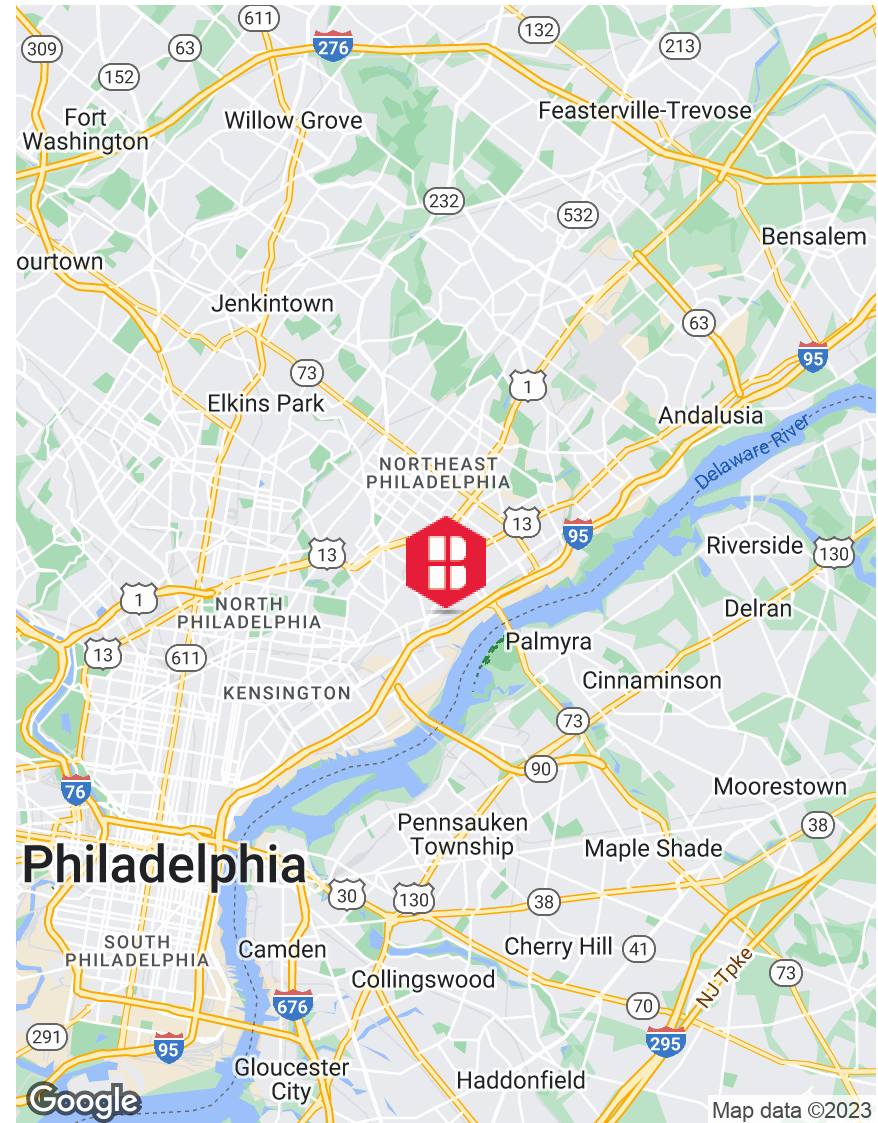 611
132
309
63
276
213
152
Fort
Washington
Willow Grove
Feasterville-Trevose
232
532
Bensalem
ourtown
Jenkintown
63
95
73
1
Elkins Park
Andalusia
Delaware River
NORTHEAST
PHILADELPHIA
13
95
13
Riverside
130
1
NORTH
PHILADELPHIA
Delran
13
611
Palmyra
KENSINGTON
Cinnaminson
73
90
76
Moorestown
38
Pennsauken
Township
Maple Shade
Philadelphia
30
130
38
SOUTH
PHILADELPHIA
Camden
Cherry Hill
41
Collingswood
NJ Tpke
73
676
70
291
95
295
Gloucester
City
Haddonfield
Google
Map data ©2023